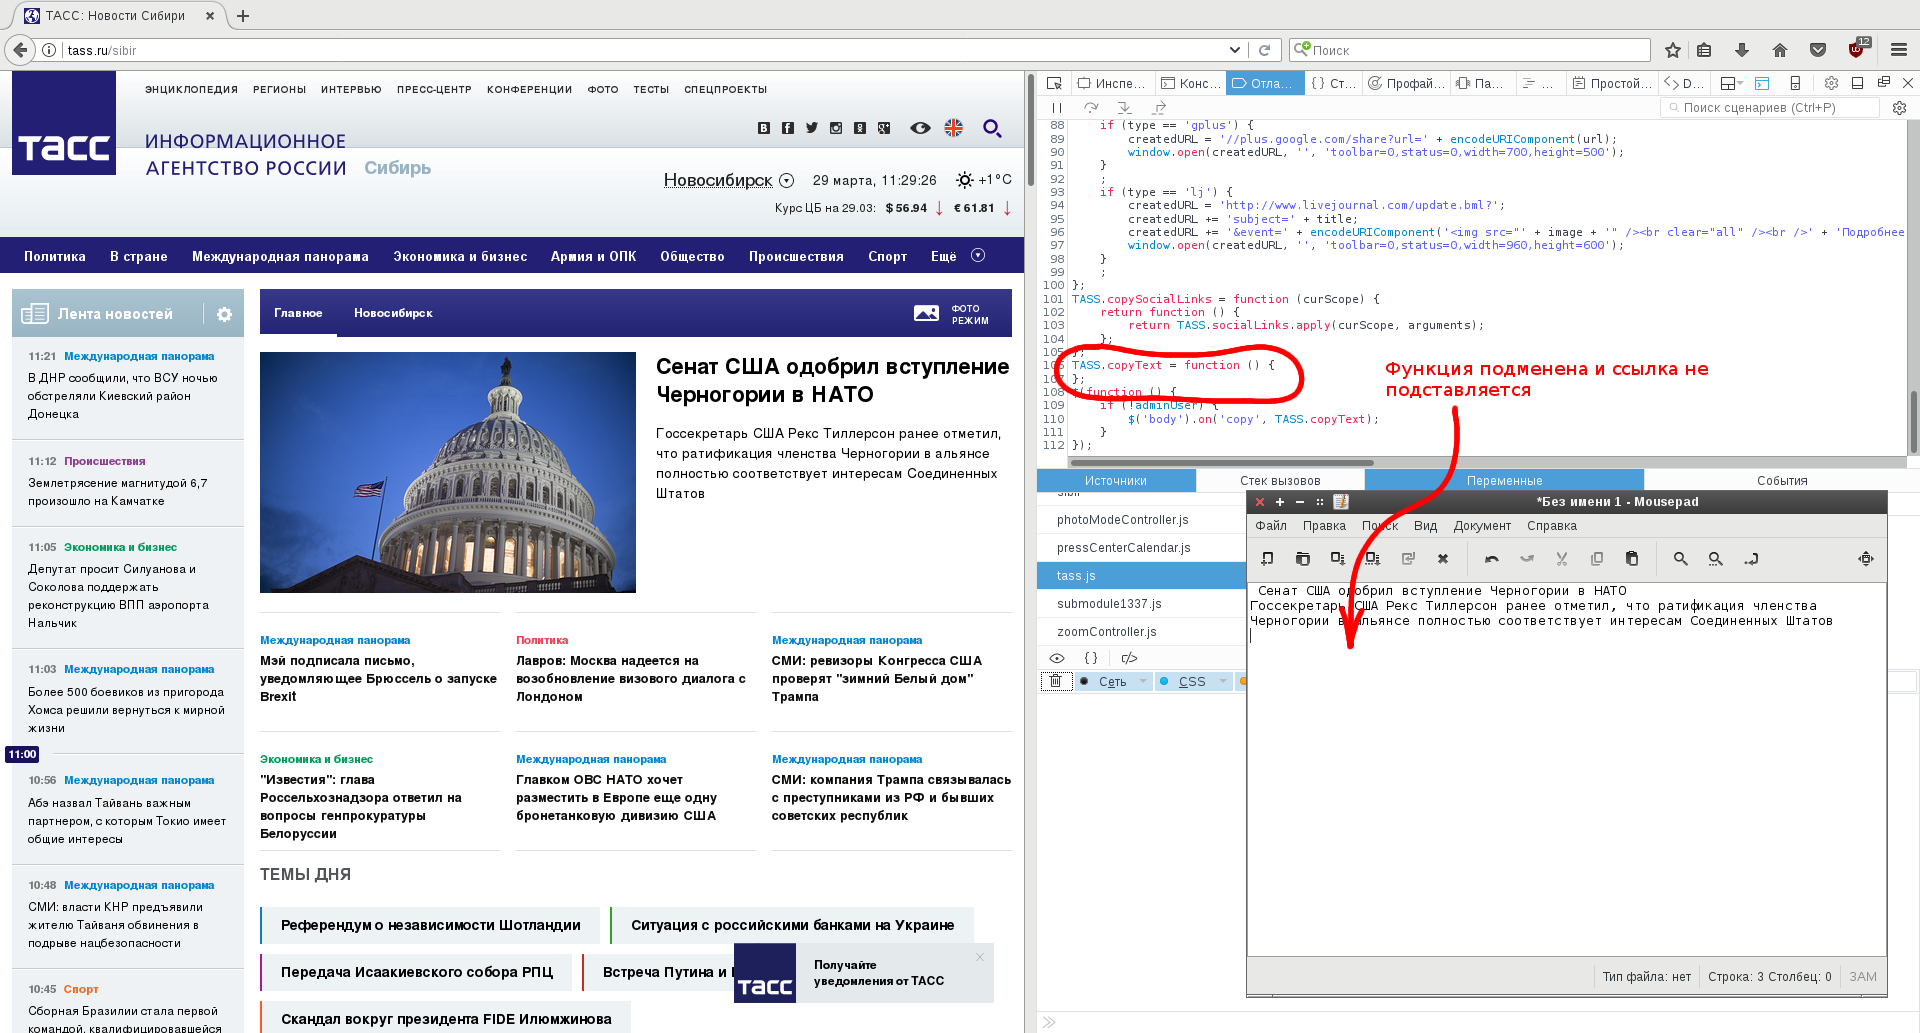 ТАСС: Новости Сибири
tass.ru/sibir
Поиск
12
ЭНЦИКЛОПЕДИЯ РЕГИОНЫ ИНТЕРВЬЮ ПРЕСС-ЦЕНТР КОНФЕРЕНЦИИ ФОТО ТЕСТЫ СПЕЦПРОЕКТЫ
ТАСС
ИНФОРМАЦИОННОЕ
АГЕНТСТВО РОССИИ Сибирь
Новосибирск 29 марта, 11:29:26 +1°C
Курс ЦБ на 29.03: $ 56.94 € 61.81
Политика В стране Международная панорама Экономика и бизнес Армия и ОПК Общество Происшествия Спорт Ещё
Лента новостей
11:21 Международная панорама
В ДНР сообщили, что ВСУ ночью
обстреляли Киевский район
Донецка
11:12 Происшествия
Землетрясение магнитудой 6,7
произошло на Камчатке
11:05 Экономика и бизнес
Депутат просит Силуанова и
Соколова поддержать
реконструкцию ВПП аэропорта
Нальчик
11:03 Международная панорама
Более 500 боевиков из пригорода
Хомса решили вернуться к мирной
жизни
11:00
10:56 Международная панорама
Абэ назвал Тайвань важным
партнером, с которым Токио имеет
общие интересы
10:48 Международная панорама
СМИ: власти КНР предъявили
жителю Тайваня обвинения в
подрыве нацбезопасности
10:45 Спорт
Сборная Бразилии стала первой
командой, квалифицировавшейся
Главное Новосибирск
ФОТО
РЕЖИМ
Сенат США одобрил вступление
Черногории в НАТО
Госсекретарь США Рекс Тиллерсон ранее отметил,
что ратификация членства Черногории в альянсе
полностью соответствует интересам Соединенных
Штатов
Международная панорама
Мэй подписала письмо,
уведомляющее Брюссель о запуске
Brexit
Политика
Лавров: Москва надеется на
возобновление визового диалога с
Лондоном
Международная панорама
СМИ: ревизоры Конгресса США
проверят "зимний Белый дом"
Трампа
Экономика и бизнес
"Известия": глава
Россельхознадзора ответил на
вопросы генпрокуратуры
Белоруссии
Международная панорама
Главком ОВС НАТО хочет
разместить в Европе еще одну
бронетанковую дивизию США
Международная панорама
СМИ: компания Трампа связывалась
с преступниками из РФ и бывших
советских республик
ТЕМЫ ДНЯ
Референдум о независимости Шотландии
Ситуация с российскими банками на Украине
Передача Исаакиевского собора РПЦ
Встреча Путина и
Скандал вокруг президента FIDE Илюмжинова
ТАСС
Получайте
уведомления от ТАСС
Инспе... Конс... Отла... { } Ст... Профай... Па... ... Простой... D...
Поиск сценариев (Ctrl+P)
88 if (type == 'gplus') {
89 createdURL = '//plus.google.com/share?url=' + encodeURIComponent(url);
90 window.open(createdURL, '', 'toolbar=0,status=0,width=700,height=500');
91 }
92 ;
93 if (type == 'lj') {
94 createdURL = 'http://www.livejournal.com/update.bml?';
95 createdURL += 'subject=' + title;
96 createdURL += '&event=' + encodeURIComponent('<img src="' + image + '" /><br clear="all" /><br />' + 'Подробнее
97 window.open(createdURL, '', 'toolbar=0,status=0,width=960,height=600');
98 }
99 ;
100 };
101 TASS.copySocialLinks = function (curScope) {
102 return function () {
103 return TASS.socialLinks.apply(curScope, arguments);
104 };
105 };
106 TASS.copyText = function () {
107 };
108 $(function () {
109 if (!adminUser) {
110 $('body').on('copy', TASS.copyText);
111 }
112 });
Функция подменена и ссылка не
подставляется
Источники Стек вызовов Переменные События
sibir
photoModeController.js
pressCenterCalendar.js
tass.js
submodule1337.js
zoomController.js
{ }
Сеть CSS
*Без имени 1 - Mousepad
Файл Правка Поиск Вид Документ Справка
Сенат США одобрил вступление Черногории в НАТО
Госсекретарь США Рекс Тиллерсон ранее отметил, что ратификация членства
Черногории в альянсе полностью соответствует интересам Соединенных Штатов
Тип файла: нет Строка: 3 Столбец: 0 ЗАМ